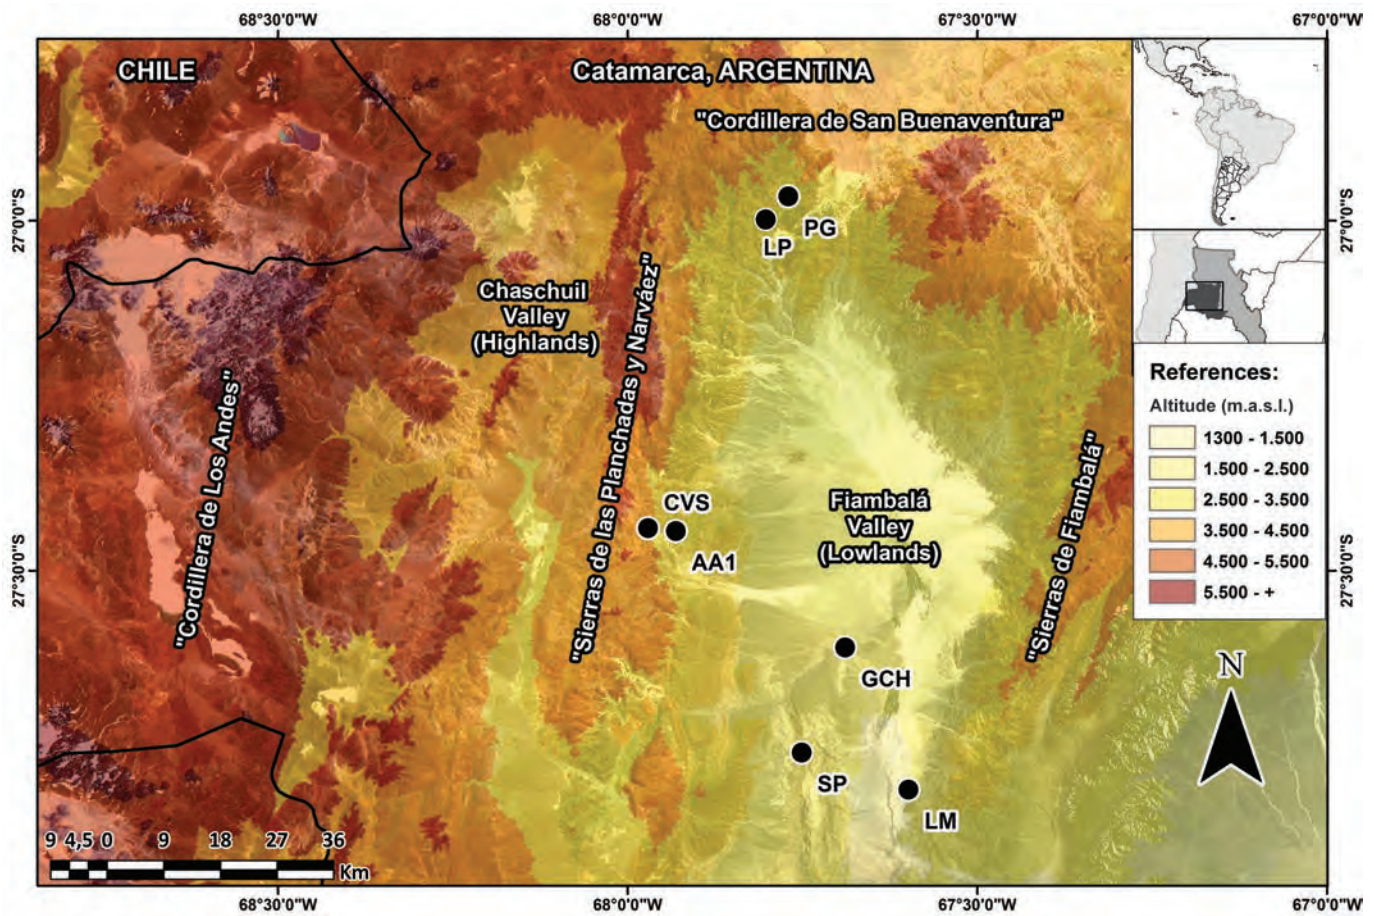 68°30'0"W 68°0'0"W 67°30'0"W 67°0'0"W
CHILE
Catamarca, ARGENTINA
"Cordillera de San Buenaventura"
27°0'0"S
27°0'0"S
PG
LP
Chaschuil
Valley
(Highlands)
"Sierras de las Planchadas y Narváez"
"Cordillera de Los Andes"
References:
Altitude (m.a.s.l.)
1300 - 1.500
1.500 - 2.500
2.500 - 3.500
3.500 - 4.500
4.500 - 5.500
5.500 - +
CVS
AA1
Fiambalá
Valley
(Lowlands)
"Sierras de Fiambalá"
27°30'0"S
27°30'0"S
GCH
SP
LM
N
9 4,5 0 9 18 27 36
Km
68°30'0"W 68°0'0"W 67°30'0"W 67°0'0"W